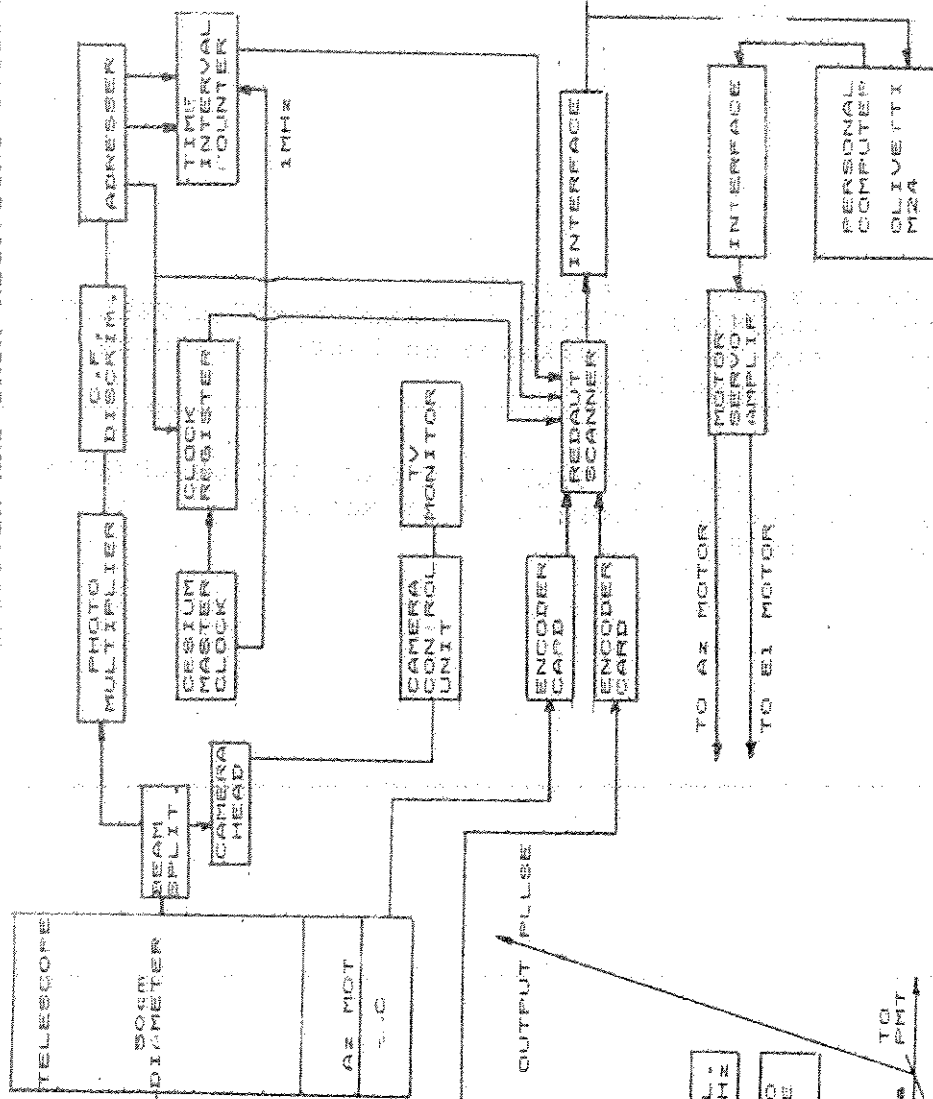 TELESCOPE
50cm
DIAMETER
Az MOT
BEAM
SPLIT.
CAMERA
HEAD
PHOTO
MULTIPLIER
C.F.
DISCRIM.
ADRESSER
CESIUM
MASTER
CLOCK
CLOCK
REGISTER
TIME
INTERVAL
COUNTER
1MHz
CAMERA
CONTROL
UNIT
TV
MONITOR
ENCODER
CARD
ENCODER
CARD
REDAUT
SCANNER
INTERFACE
TO Az MOTOR
TO El MOTOR
MOTOR
SERVO-
AMPLIF
INTERFACE
PERSONAL
COMPUTER
OLIVETTI
M24
OUTPUT PLLSE
TO
PMT